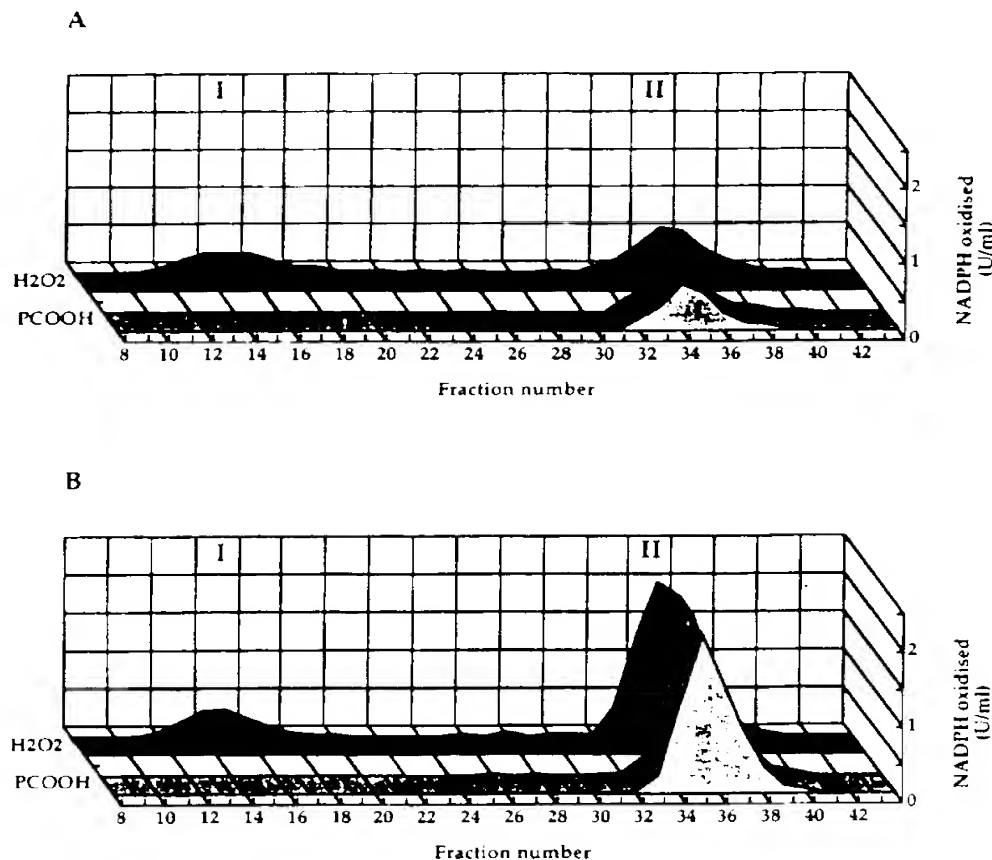 A
I II
2
1
0
NADPH oxidised
(U/ml)
H2O2
PCOOH
8 10 12 14 16 18 20 22 24 26 28 30 32 34 36 38 40 42
Fraction number
B
I II
2
1
0
NADPH oxidised
(U/ml)
H2O2
PCOOH
8 10 12 14 16 18 20 22 24 26 28 30 32 34 36 38 40 42
Fraction number